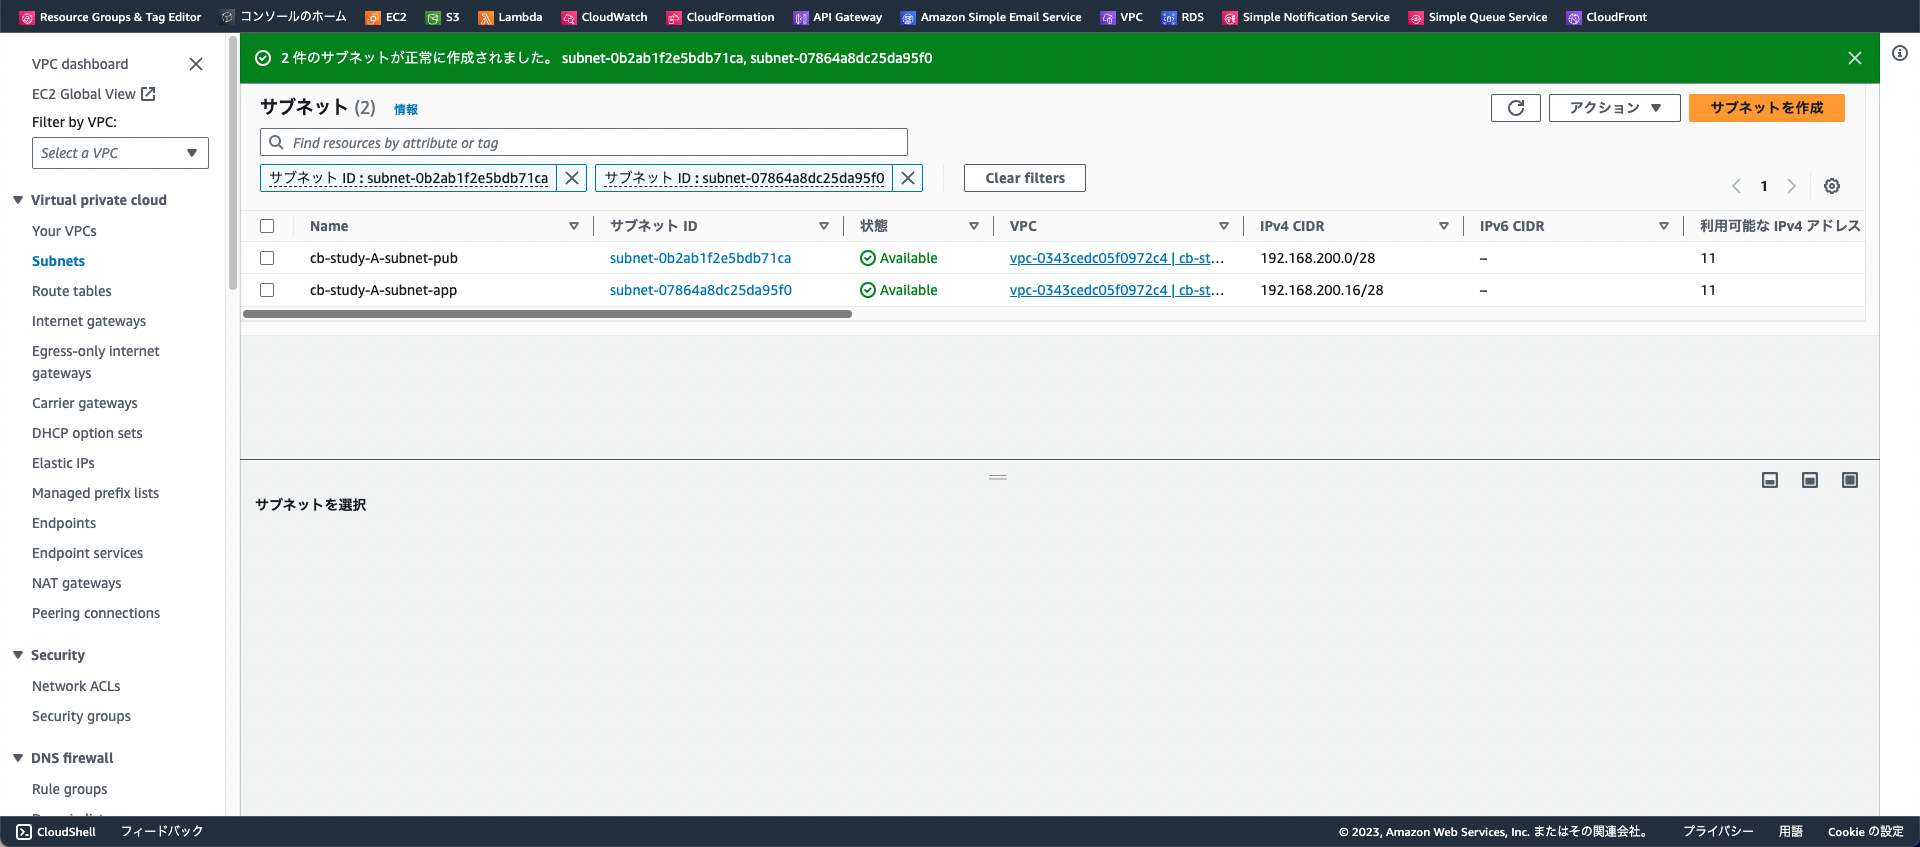 Resource Groups & Tag Editor コンソールのホーム EC2 S3 Lambda CloudWatch CloudFormation API Gateway Amazon Simple Email Service VPC RDS Simple Notification Service Simple Queue Service CloudFront
VPC dashboard
EC2 Global View
Filter by VPC:
Select a VPC
Virtual private cloud
Your VPCs
Subnets
Route tables
Internet gateways
Egress-only internet
gateways
Carrier gateways
DHCP option sets
Elastic IPs
Managed prefix lists
Endpoints
Endpoint services
NAT gateways
Peering connections
Security
Network ACLs
Security groups
DNS firewall
Rule groups
2 件のサブネットが正常に作成されました。 subnet-0b2ab1f2e5bdb71ca, subnet-07864a8dc25da95f0
サブネット (2) 情報
アクション サブネットを作成
Find resources by attribute or tag
サブネット ID : subnet-0b2ab1f2e5bdb71ca サブネット ID : subnet-07864a8dc25da95f0 Clear filters
1
Name サブネット ID 状態 VPC IPv4 CIDR IPv6 CIDR 利用可能な IPv4 アドレス
cb-study-A-subnet-pub subnet-0b2ab1f2e5bdb71ca Available vpc-0343cedc05f0972c4 | cb-st… 192.168.200.0/28 – 11
cb-study-A-subnet-app subnet-07864a8dc25da95f0 Available vpc-0343cedc05f0972c4 | cb-st… 192.168.200.16/28 – 11
サブネットを選択
CloudShell フィードバック © 2023, Amazon Web Services, Inc. またはその関連会社。 プライバシー 用語 Cookie の設定